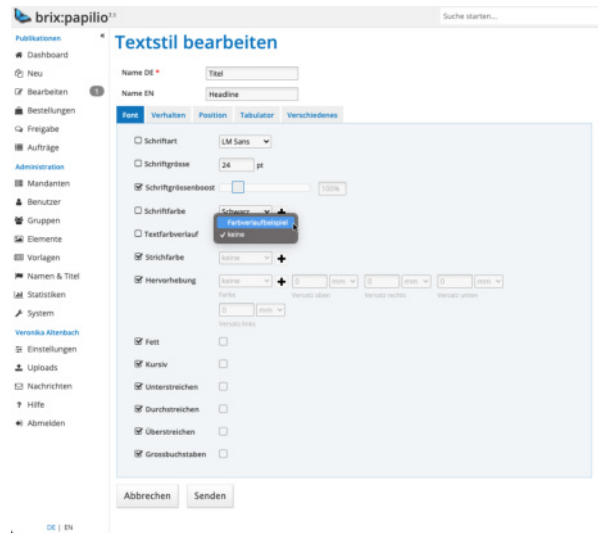 brix:papilio
Suche starten...
Publikationen
Dashboard
Neu
Bearbeiten 1
Bestellungen
Freigabe
Aufträge
Administration
Mandanten
Benutzer
Gruppen
Elemente
Vorlagen
Namen & Titel
Statistiken
System
Veronika Altenbach
Einstellungen
Uploads
Nachrichten
Hilfe
Abmelden
DE | EN
Textstil bearbeiten
Name DE * Titel
Name EN Headline
Font Verhalten Position Tabulator Verschiedenes
Schriftart LM Sans
Schriftgrösse 24 pt
Schriftgrössenboost 100%
Schriftfarbe Schwarz
Farbverlaufbeispiel
Textfarbverlauf ✓ keine
Strichfarbe keine
Hervorhebung keine 0 mm 0 mm 0 mm
Farbe Versatz oben Versatz rechts Versatz unten
0 mm
Versatz links
Fett
Kursiv
Unterstreichen
Durchstreichen
Überstreichen
Grossbuchstaben
Abbrechen Senden